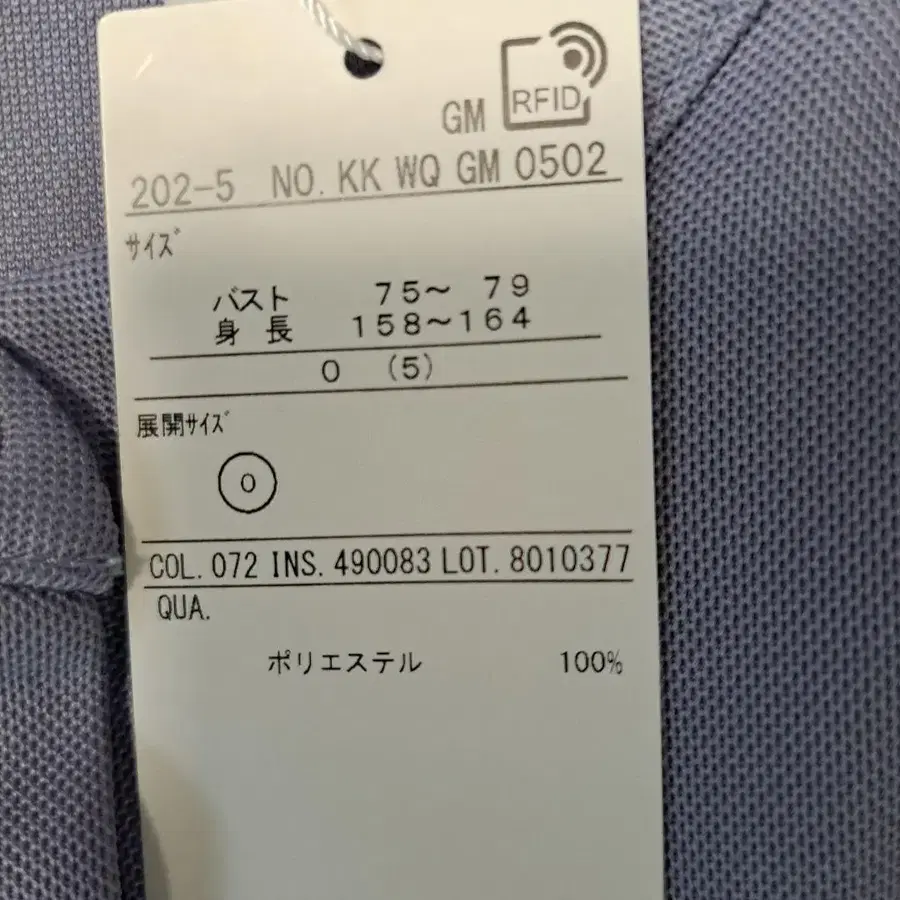 RFID
GM
202-5 NO. KK WQ GM 0502
サイズ
バスト 75〜 79
身 長 158〜164
0 (5)
展開サイズ
0
COL. 072 INS. 490083 LOT. 8010377
QUA.
ポリエステル 100%